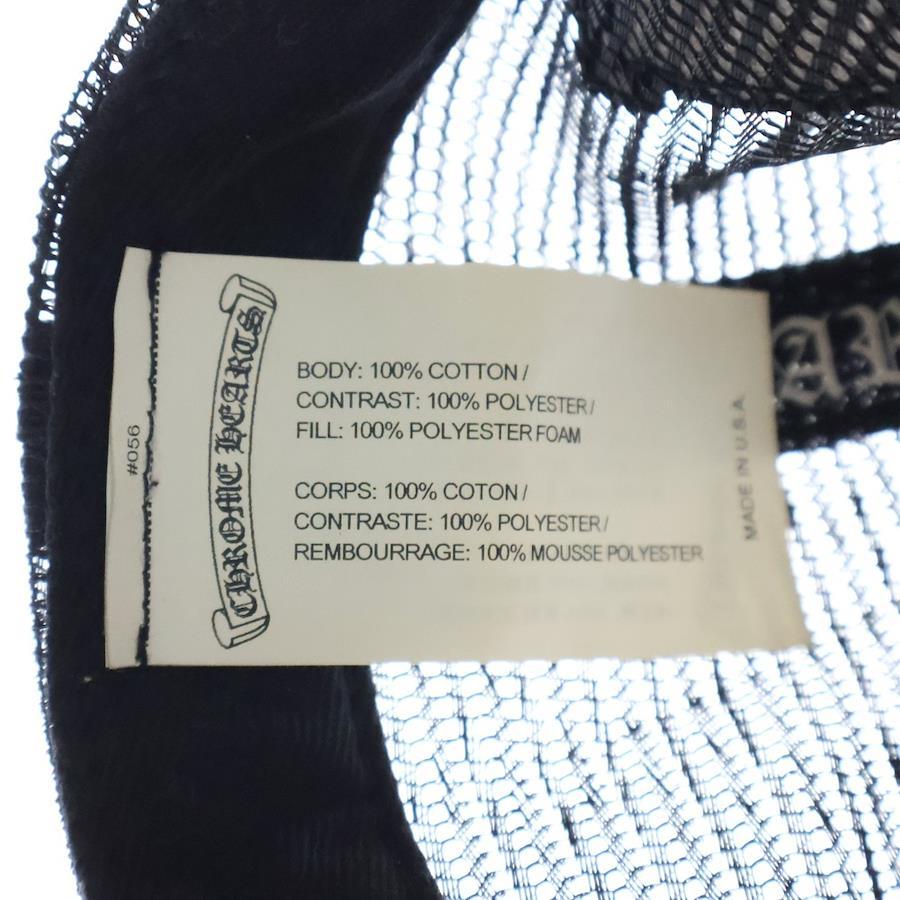 #056
CHROME HEARTS
BODY: 100% COTTON /
CONTRAST: 100% POLYESTER /
FILL: 100% POLYESTER FOAM
CORPS: 100% COTON /
CONTRASTE: 100% POLYESTER /
REMBOURRAGE: 100% MOUSSE POLYESTER
MADE IN U.S.A.